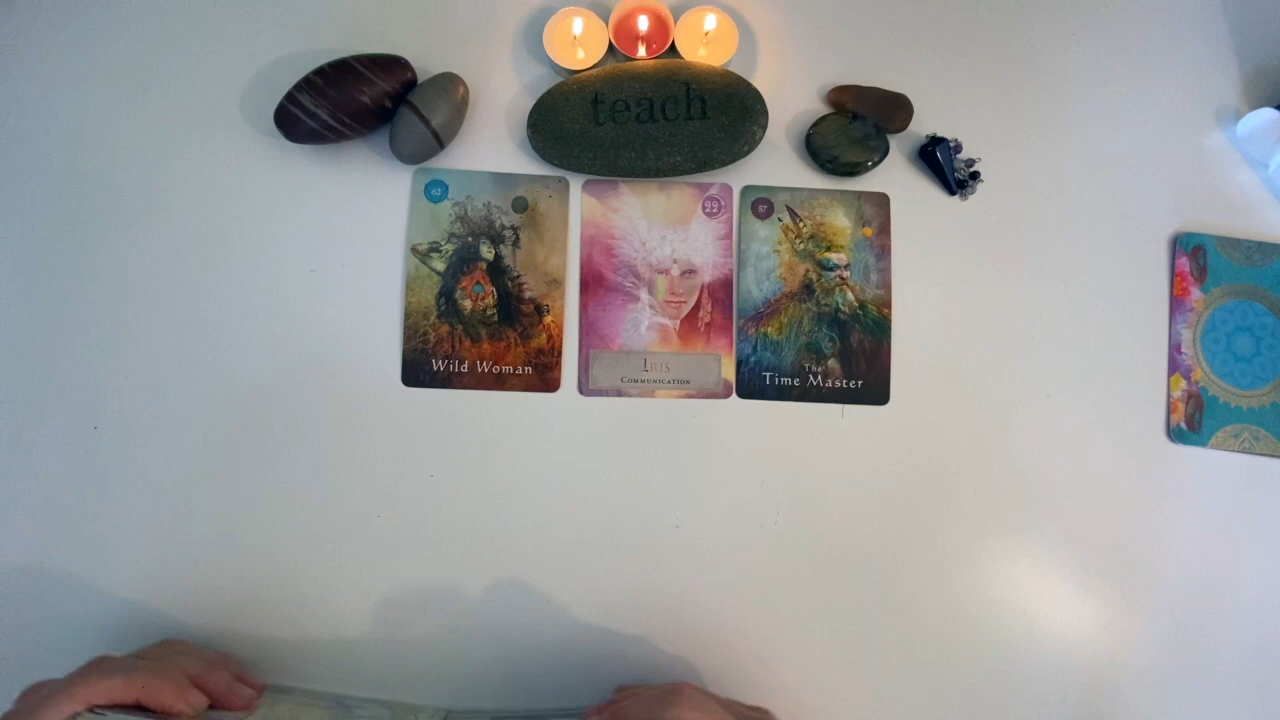 teach
62
Wild Woman
22
IRIS
COMMUNICATION
57
The
Time Master